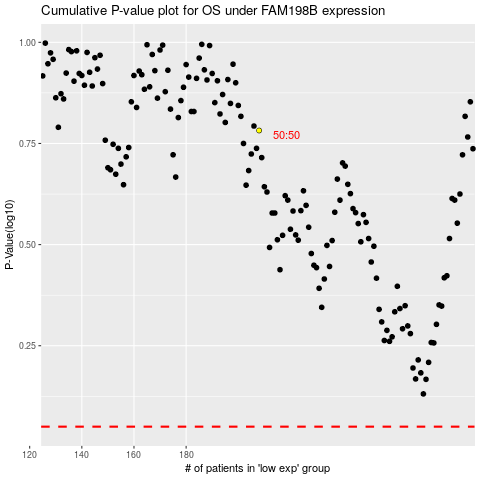 Cumulative P-value plot for OS under FAM198B expression
P-Value(log10)
1.00
0.75
0.50
0.25
50:50
120 140 160 180
# of patients in 'low exp' group